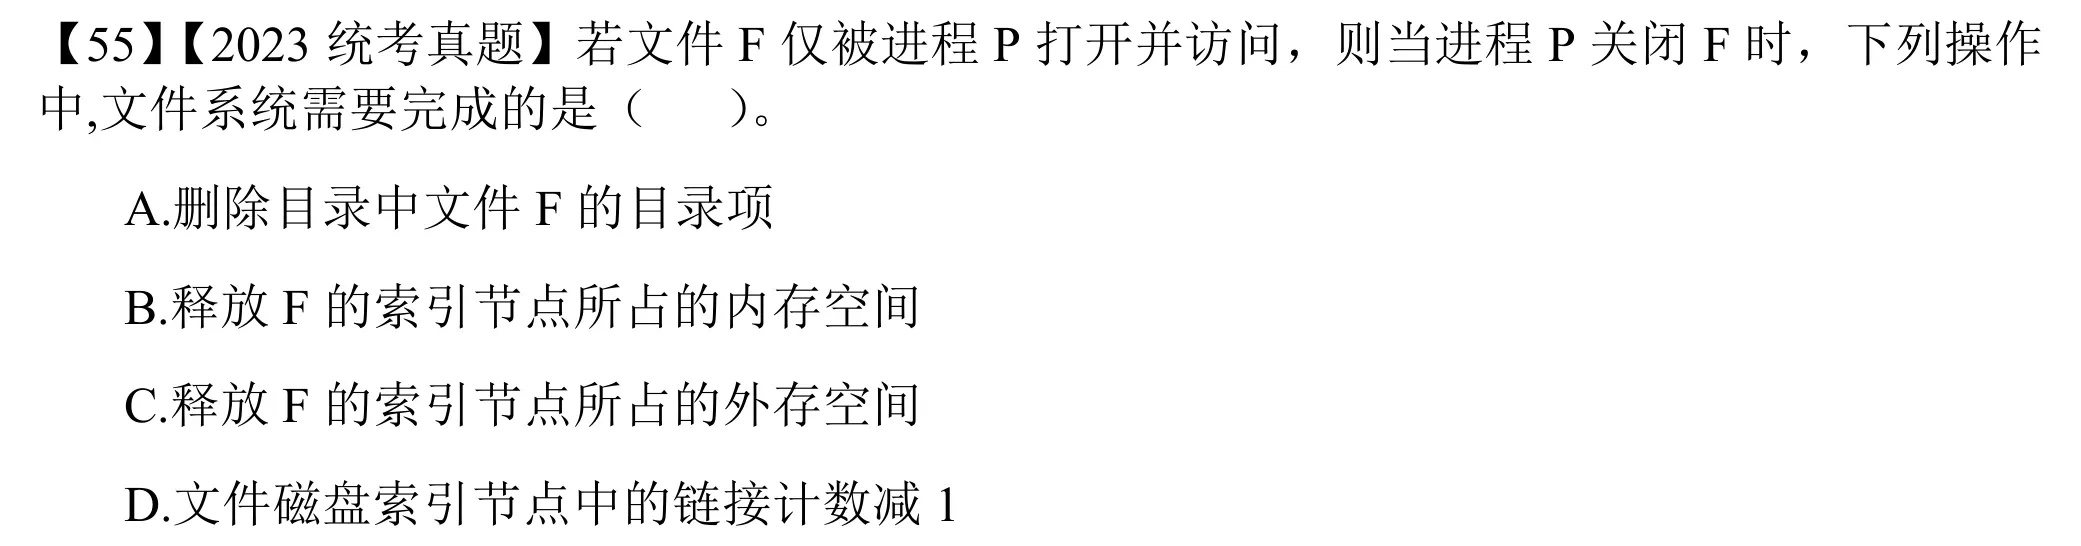 【55】【2023 统考真题】若文件 F 仅被进程 P 打开并访问，则当进程 P 关闭 F 时，下列操作
中,文件系统需要完成的是（　　）。
A.删除目录中文件 F 的目录项
B.释放 F 的索引节点所占的内存空间
C.释放 F 的索引节点所占的外存空间
D.文件磁盘索引节点中的链接计数减 1